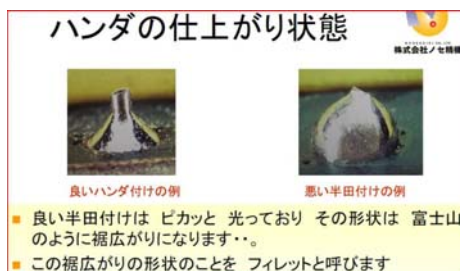 ハンダの仕上がり状態
株式会社ノセ精機
良いハンダ付けの例
悪い半田付けの例
良い半田付けは ピカッと 光っており その形状は 富士山
のように裾広がりになります・・。
この裾広がりの形状のことを フィレットと呼びます